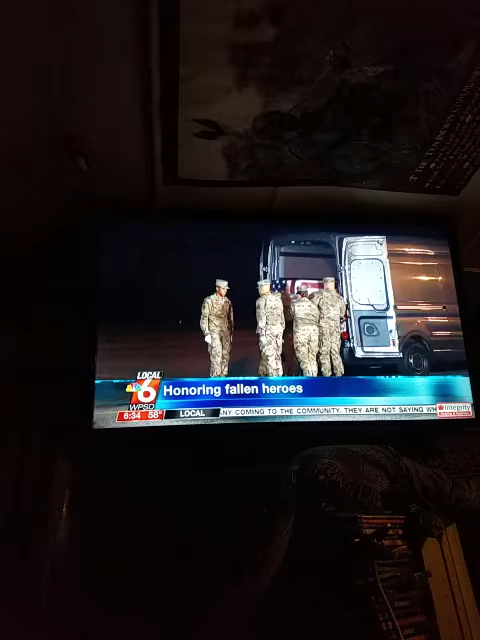 LOCAL
6
Honoring fallen heroes
WPSD
6:34 58°
LOCAL
NY COMING TO THE COMMUNITY. THEY ARE NOT SAYING WH
Integrity